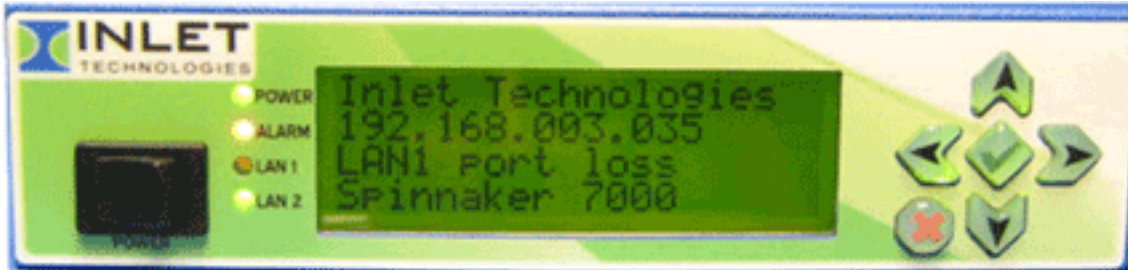 INLET
TECHNOLOGIES
POWER
ALARM
LAN 1
LAN 2
Inlet Technologies
192.168.003.035
LAN1 port loss
Spinnaker 7000
POWER